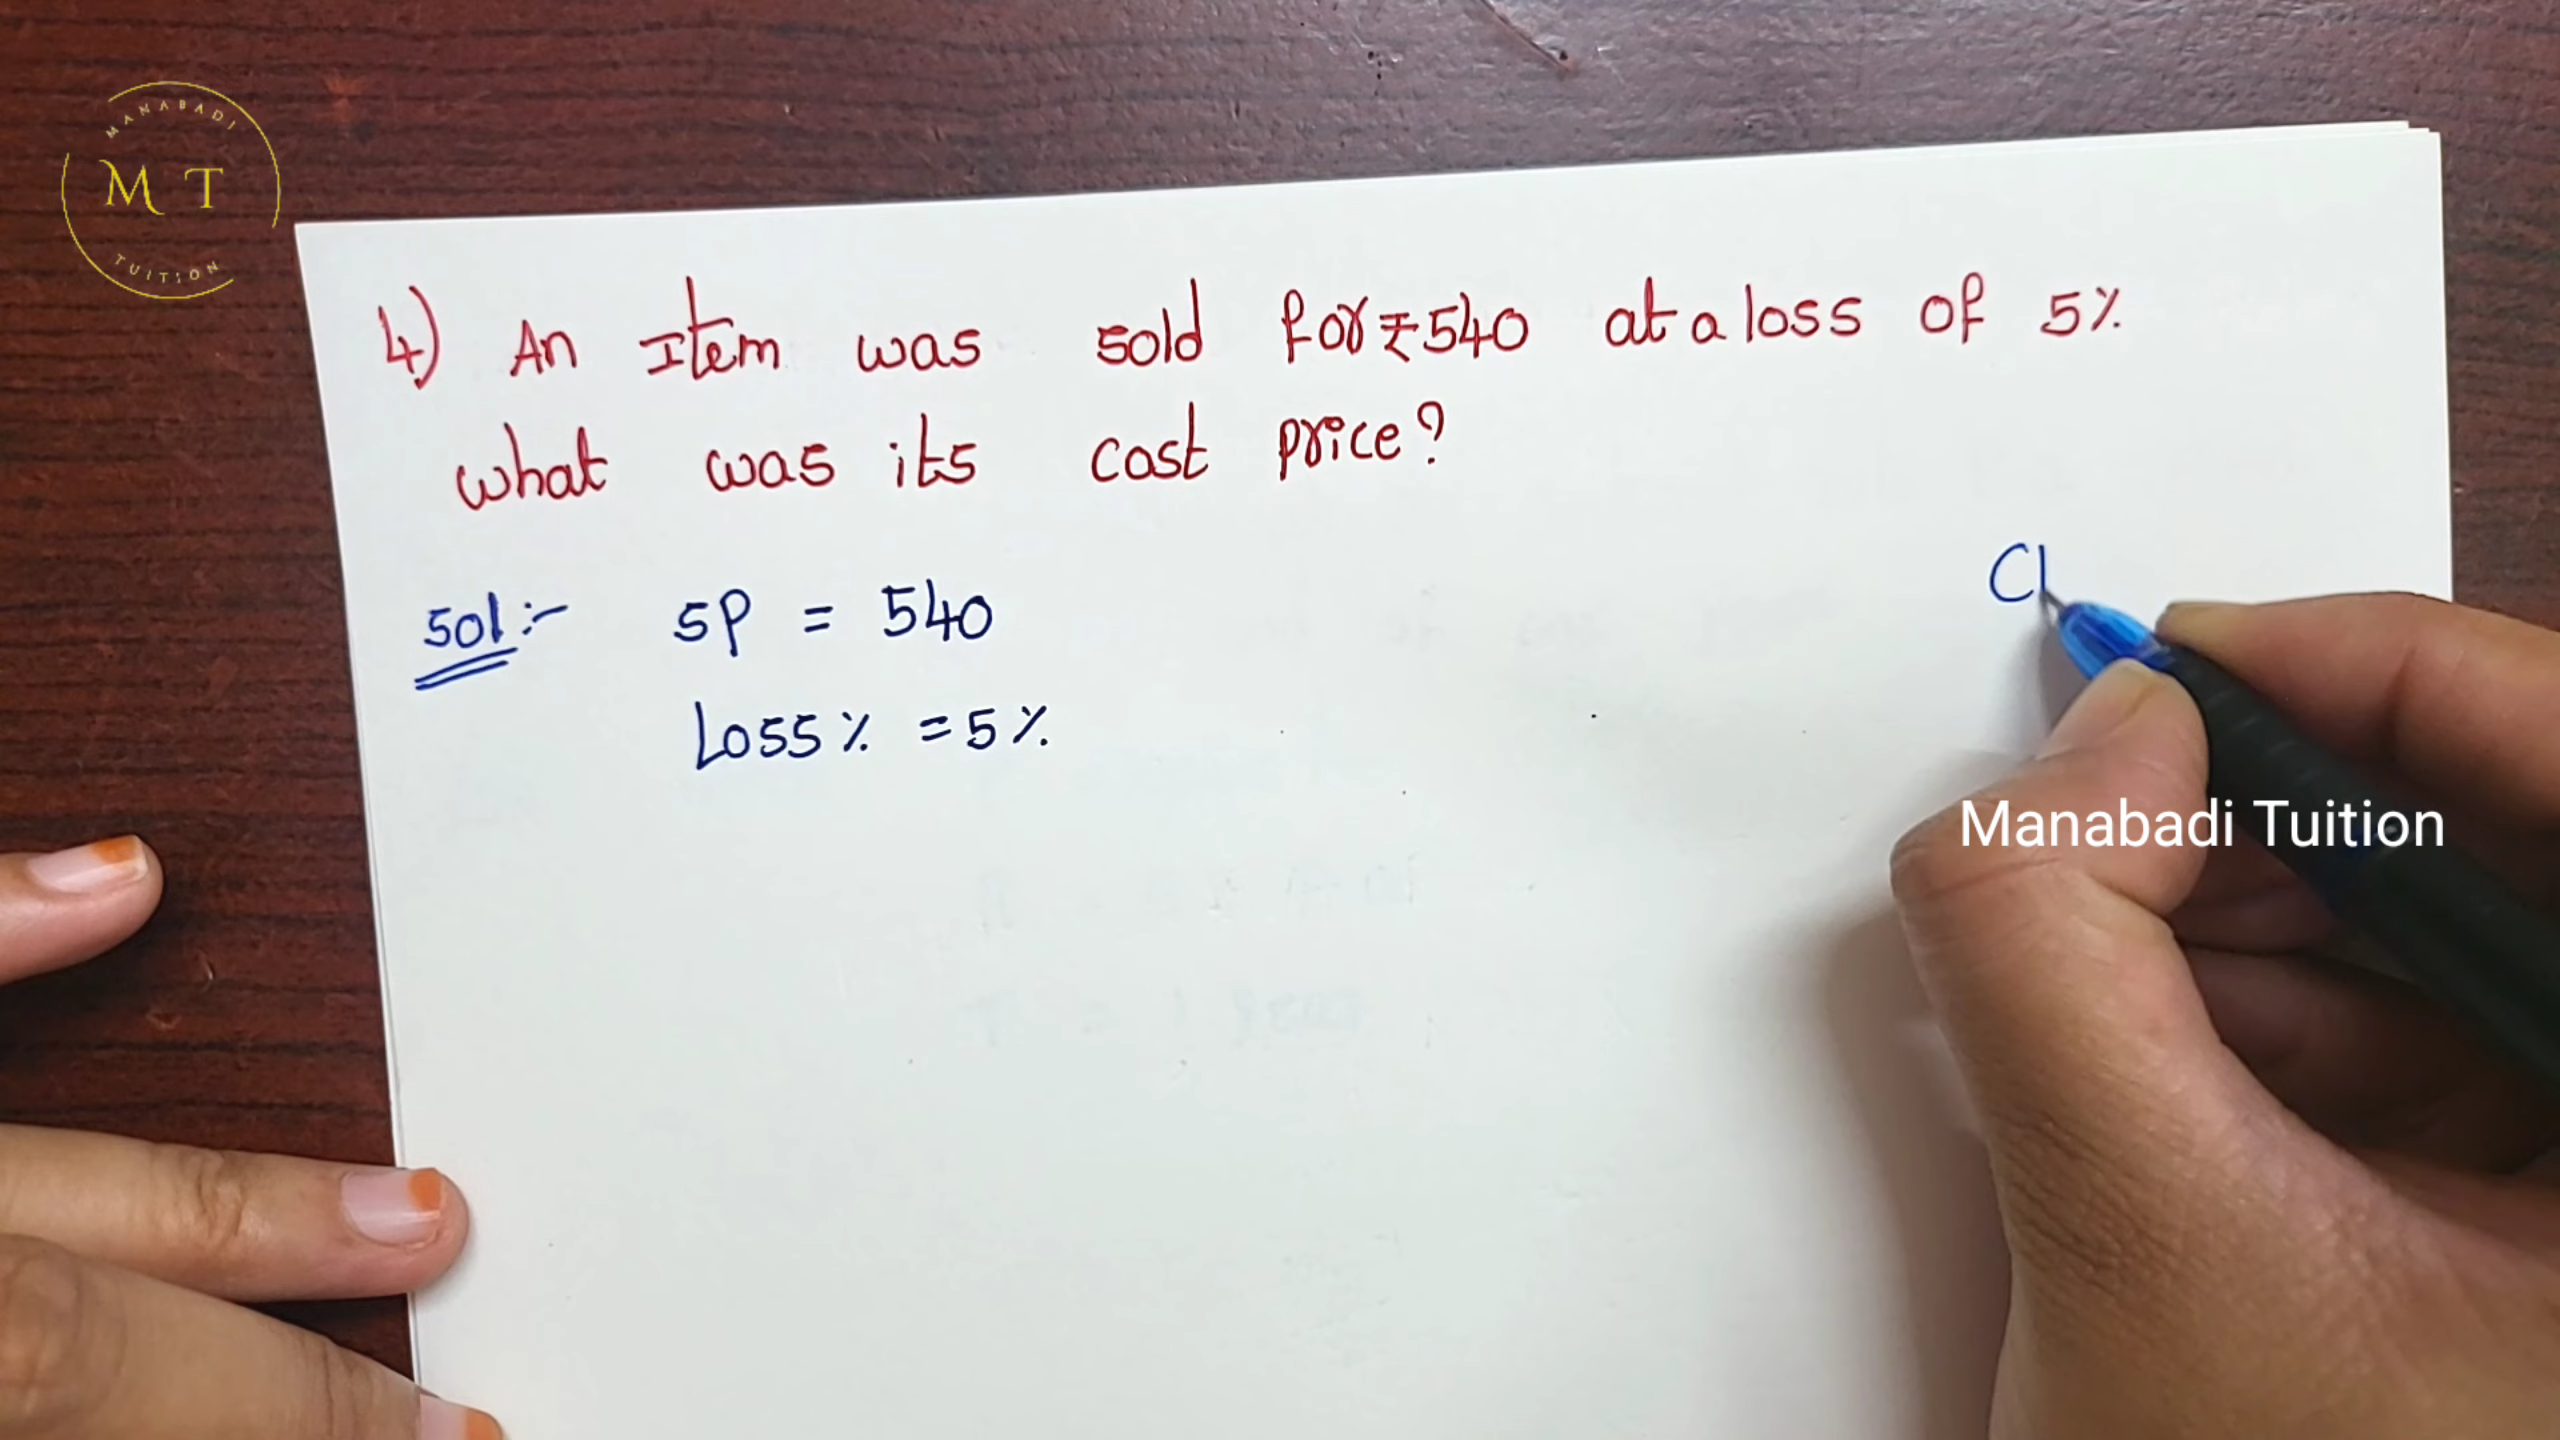 MANABADI
M T
TUITION
4) An Item was sold for ₹540 at a loss of 5%
what was its cost price?
Sol:- SP = 540
Loss% = 5%
Manabadi Tuition